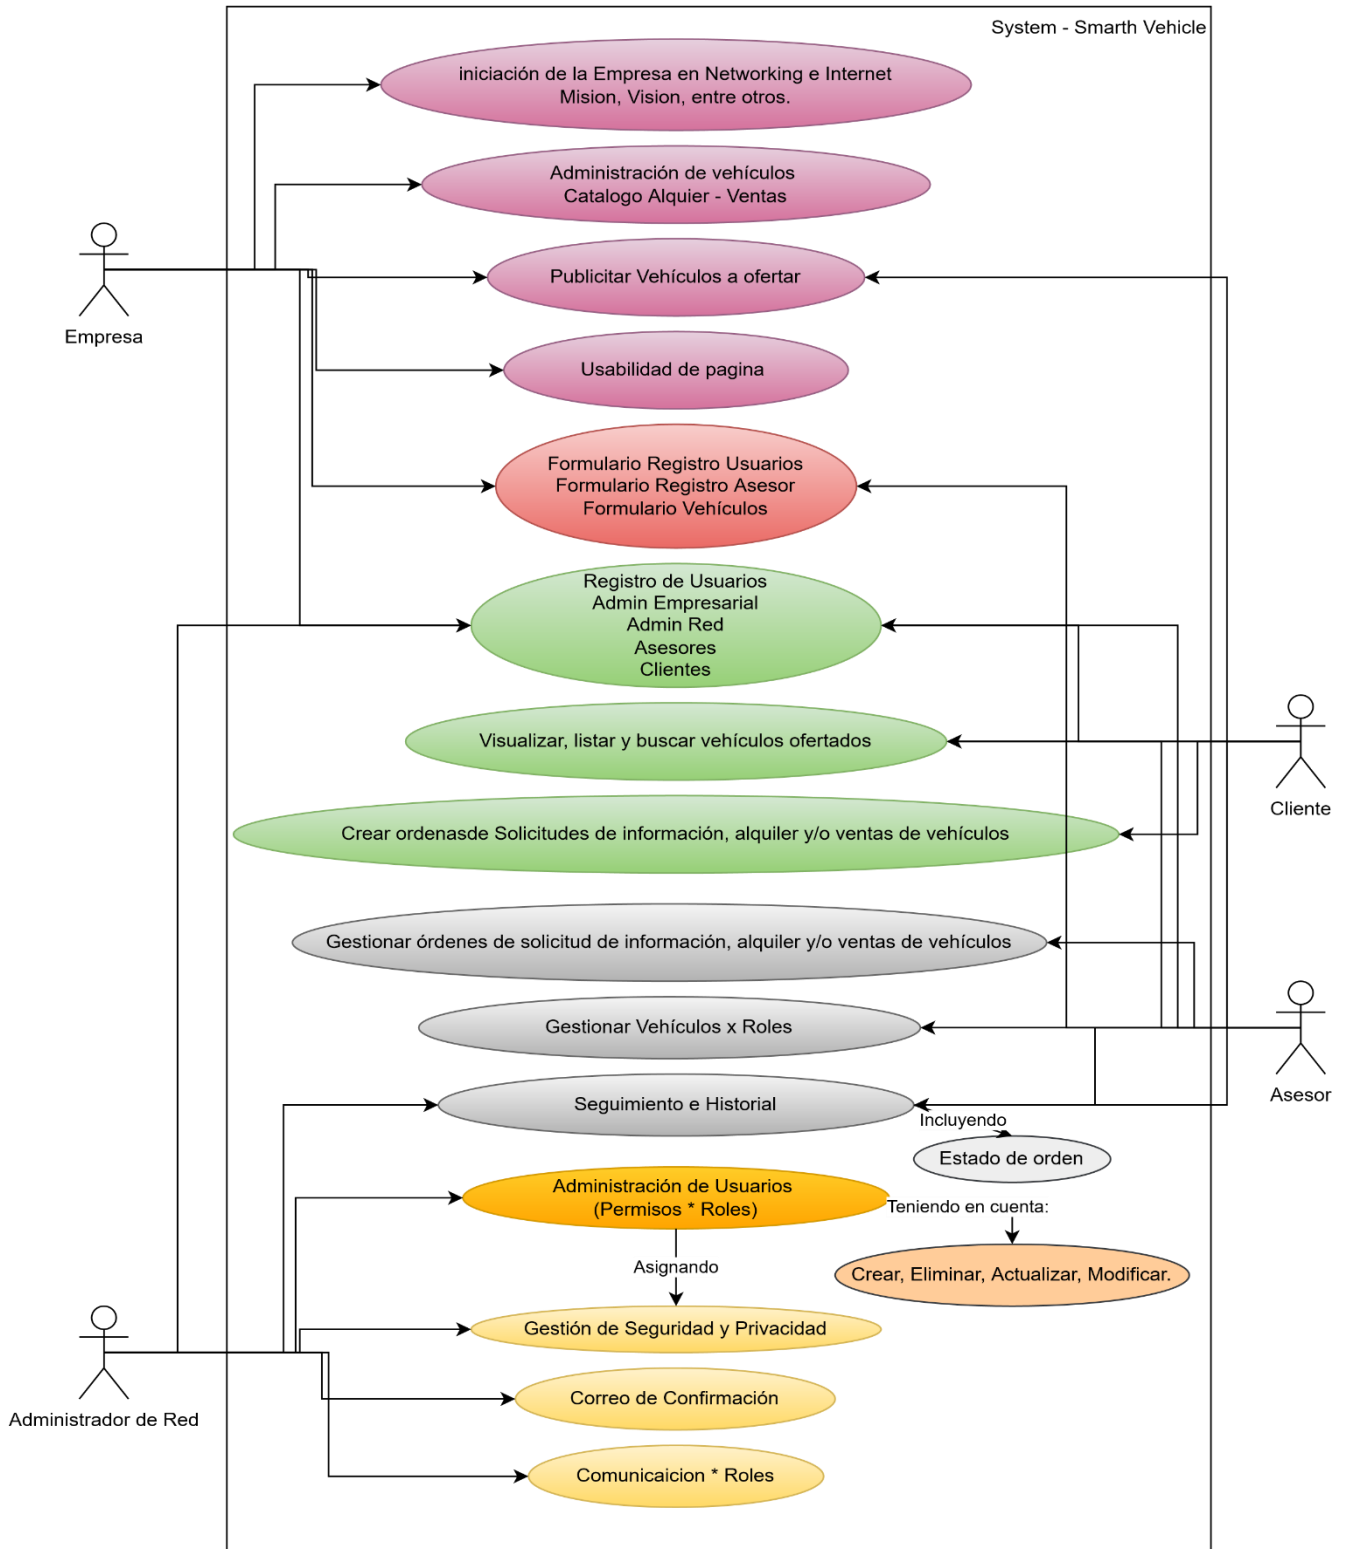 System - Smarth Vehicle
iniciación de la Empresa en Networking e Internet
Mision, Vision, entre otros.
Administración de vehículos
Catalogo Alquier - Ventas
Publicitar Vehículos a ofertar
Empresa
Usabilidad de pagina
Formulario Registro Usuarios
Formulario Registro Asesor
Formulario Vehículos
Registro de Usuarios
Admin Empresarial
Admin Red
Asesores
Clientes
Visualizar, listar y buscar vehículos ofertados
Cliente
Crear ordenasde Solicitudes de información, alquiler y/o ventas de vehículos
Gestionar órdenes de solicitud de información, alquiler y/o ventas de vehículos
Gestionar Vehículos x Roles
Asesor
Seguimiento e Historial
Incluyendo
Estado de orden
Administración de Usuarios
(Permisos * Roles)
Teniendo en cuenta:
Asignando
Crear, Eliminar, Actualizar, Modificar.
Gestión de Seguridad y Privacidad
Correo de Confirmación
Administrador de Red
Comunicaicion * Roles